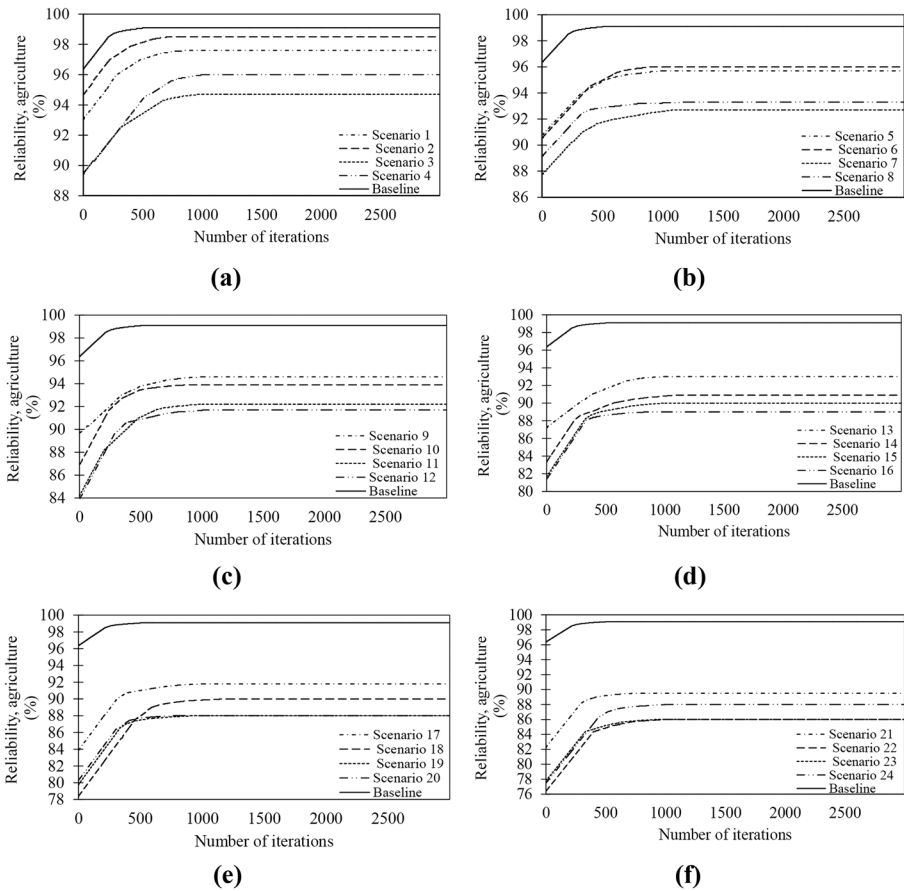 Reliability, agriculture
(%)
100
98
96
94
92
90
88
0 500 1000 1500 2000 2500
Number of iterations
Scenario 1
Scenario 2
Scenario 3
Scenario 4
Baseline
(a)
Reliability, agriculture
(%)
100
98
96
94
92
90
88
86
0 500 1000 1500 2000 2500
Number of iterations
Scenario 5
Scenario 6
Scenario 7
Scenario 8
Baseline
(b)
Reliability, agriculture
(%)
100
98
96
94
92
90
88
86
84
0 500 1000 1500 2000 2500
Number of iterations
Scenario 9
Scenario 10
Scenario 11
Scenario 12
Baseline
(c)
Reliability, agriculture
(%)
100
98
96
94
92
90
88
86
84
82
80
0 500 1000 1500 2000 2500
Number of iterations
Scenario 13
Scenario 14
Scenario 15
Scenario 16
Baseline
(d)
Reliability, agriculture
(%)
100
98
96
94
92
90
88
86
84
82
80
78
0 500 1000 1500 2000 2500
Number of iterations
Scenario 17
Scenario 18
Scenario 19
Scenario 20
Baseline
(e)
Reliability, agriculture
(%)
100
98
96
94
92
90
88
86
84
82
80
78
76
0 500 1000 1500 2000 2500
Number of iterations
Scenario 21
Scenario 22
Scenario 23
Scenario 24
Baseline
(f)